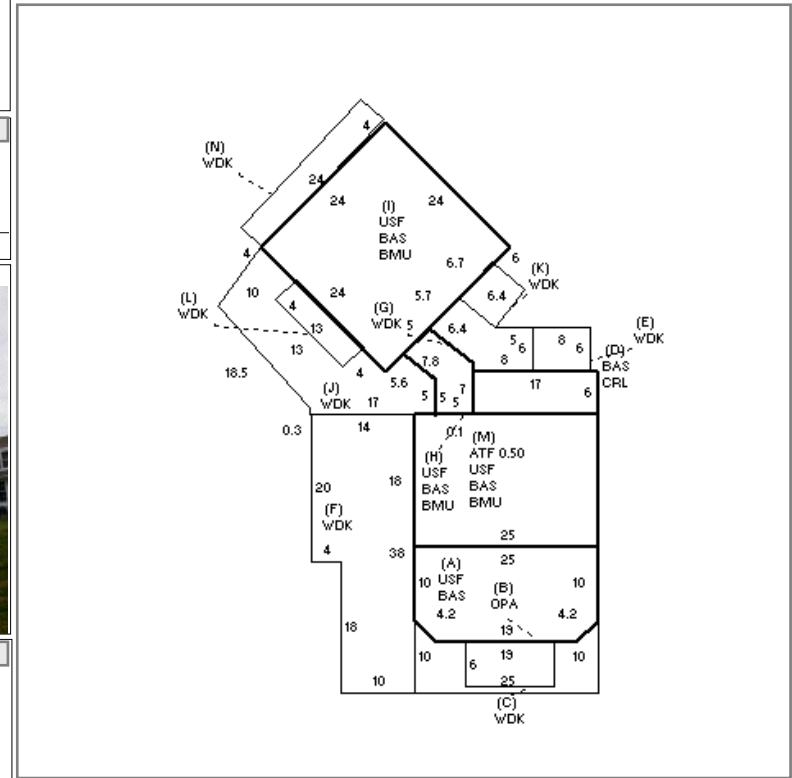 4
(N)
WDK
24
24
24
(I)
USF
BAS
BMU
4
6.7
6
(K)
WDK
10
24
5.7
6.4
(L)
WDK
4
(G)
WDK
5
6.4
13
13
5
6
8
6
(E)
WDK
7.8
8
(D)
BAS
CRL
18.5
4
5.6
7
17
6
(J)
WDK
17
5
5
5
0.3
14
0.1
(M)
ATF 0.50
USF
BAS
BMU
(H)
USF
BAS
BMU
18
20
(F)
WDK
25
4
38
25
(A)
USF
BAS
10
10
(B)
OPA
4.2
4.2
18
19
10
19
10
6
10
25
(C)
WDK